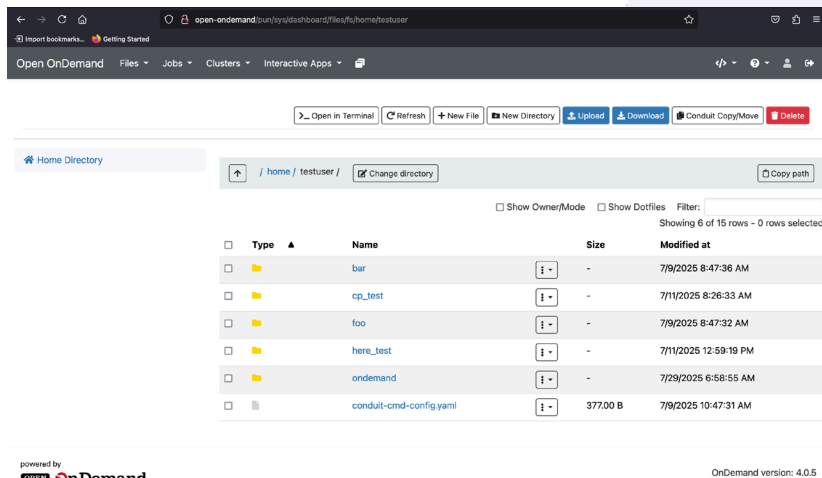 open-ondemand/pun/sys/dashboard/files/fs/home/testuser
Import bookmarks... Getting Started
Open OnDemand Files Jobs Clusters Interactive Apps
>_ Open in Terminal Refresh + New File New Directory Upload Download Conduit Copy/Move Delete
Home Directory
/ home / testuser / Change directory Copy path
Show Owner/Mode Show Dotfiles Filter:
Showing 6 of 15 rows - 0 rows selected
Type Name Size Modified at
bar - 7/9/2025 8:47:36 AM
cp_test - 7/11/2025 8:26:33 AM
foo - 7/9/2025 8:47:32 AM
here_test - 7/11/2025 12:59:19 PM
ondemand - 7/29/2025 6:58:55 AM
conduit-cmd-config.yaml 377.00 B 7/9/2025 10:47:31 AM
powered by
OPEN OnDemand
OnDemand version: 4.0.5